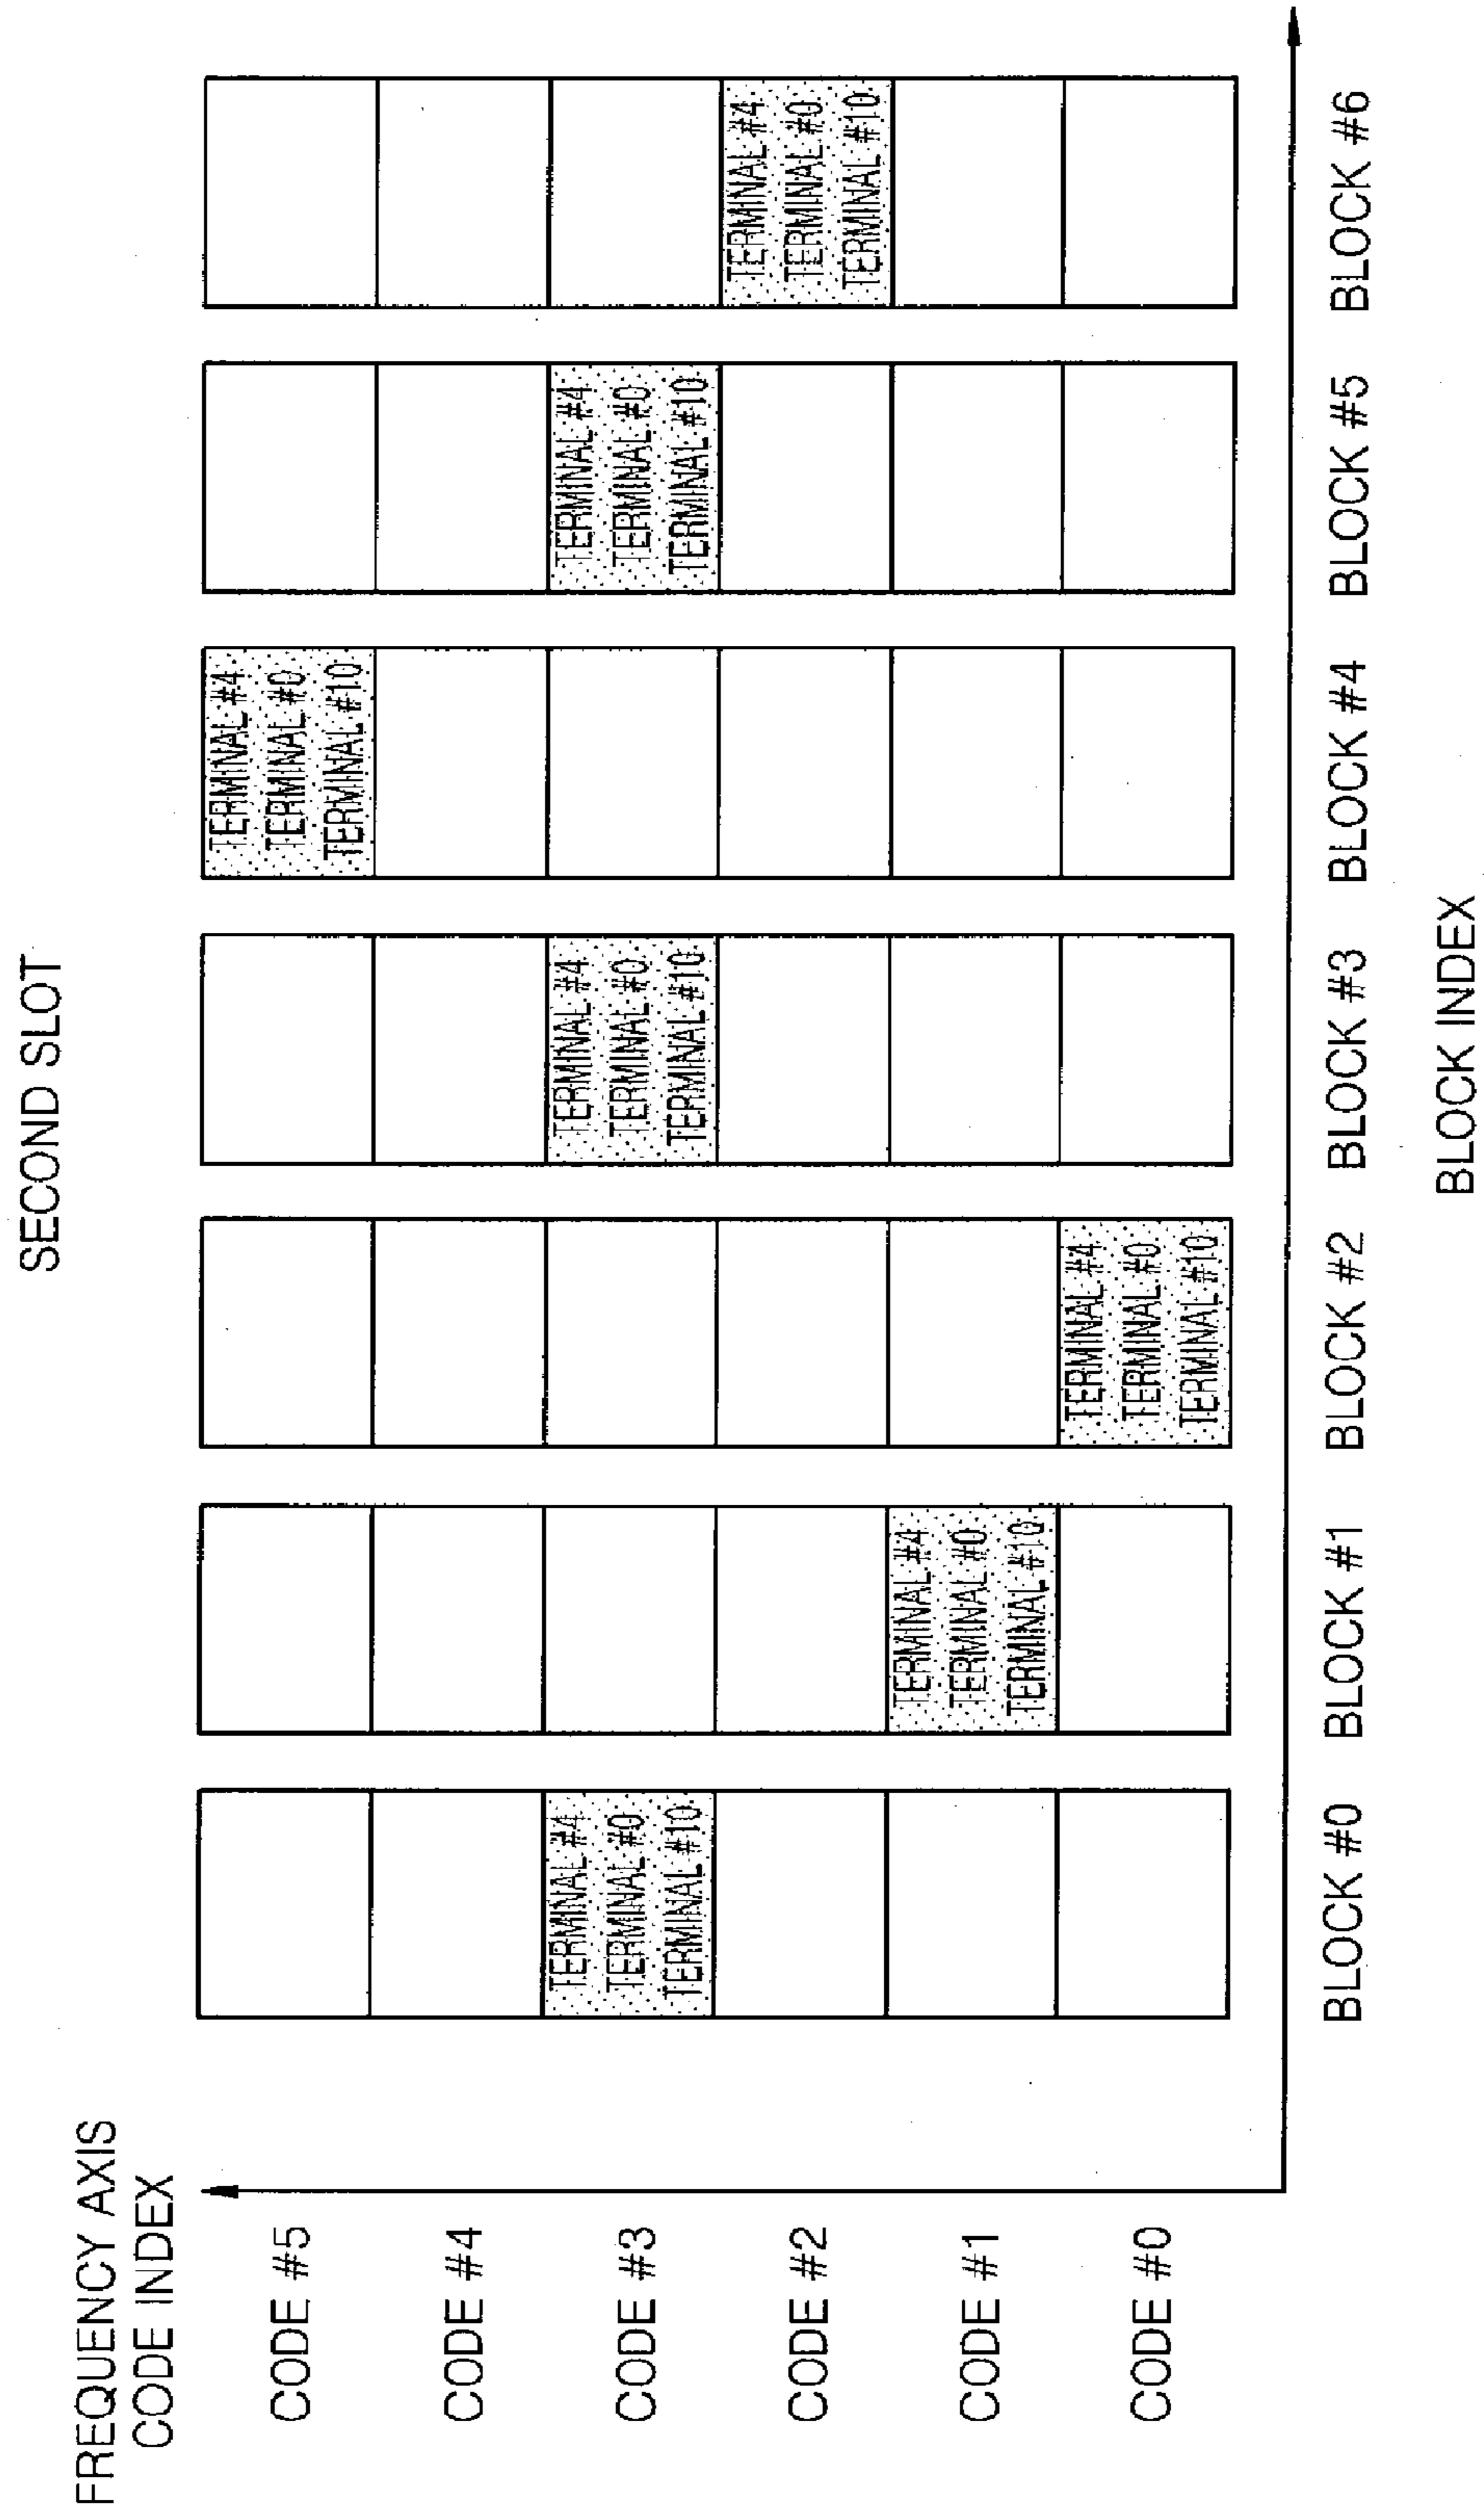 SECOND SLOT
FREQUENCY AXIS
CODE INDEX
CODE #5
TERMINAL #4
TERMINAL #0
TERMINAL #10
CODE #4
CODE #3
TERMINAL #4
TERMINAL #0
TERMINAL #10
TERMINAL #4
TERMINAL #0
TERMINAL #10
TERMINAL #4
TERMINAL #0
TERMINAL #10
CODE #2
TERMINAL #4
TERMINAL #0
TERMINAL #10
CODE #1
TERMINAL #4
TERMINAL #0
TERMINAL #10
CODE #0
TERMINAL #4
TERMINAL #0
TERMINAL #10
BLOCK #0
BLOCK #1
BLOCK #2
BLOCK #3
BLOCK #4
BLOCK #5
BLOCK #6
BLOCK INDEX